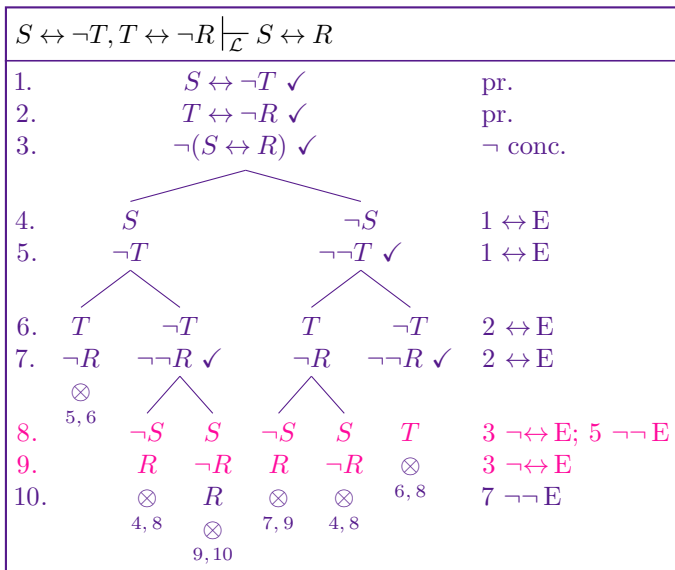 S ↔ ¬T, T ↔ ¬R ⊢ℒ S ↔ R
1. S ↔ ¬T ✓ pr.
2. T ↔ ¬R ✓ pr.
3. ¬(S ↔ R) ✓ ¬ conc.
4. S ¬S 1 ↔ E
5. ¬T ¬¬T ✓ 1 ↔ E
6. T ¬T T ¬T 2 ↔ E
7. ¬R ¬¬R ✓ ¬R ¬¬R ✓ 2 ↔ E
⊗
5, 6
8. ¬S S ¬S S T 3 ¬↔ E; 5 ¬¬ E
9. R ¬R R ¬R ⊗ 3 ¬↔ E
6, 8
10. ⊗ R ⊗ ⊗ 7 ¬¬ E
4, 8 ⊗ 7, 9 4, 8
9, 10